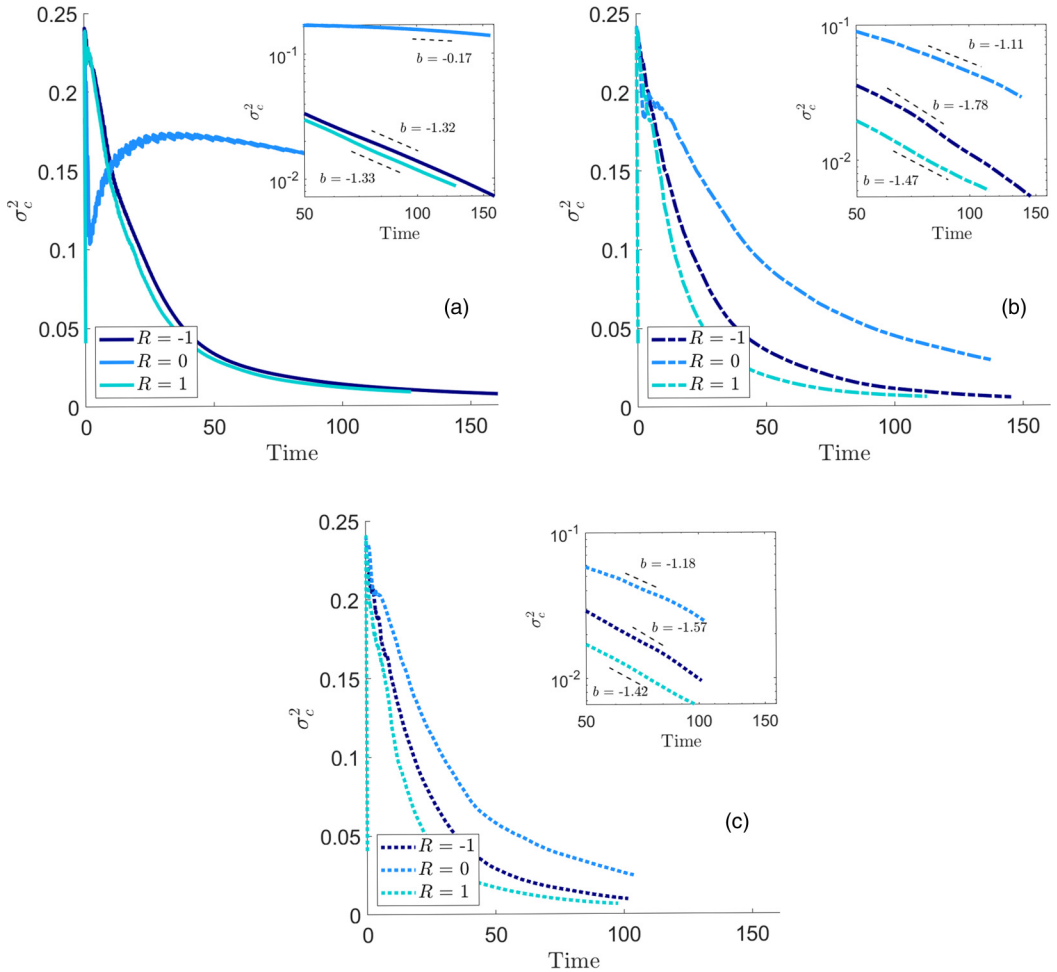 0.25
0.2
0.15
0.1
0.05
0
0
50
100
150
σ_c^2
Time
R = -1
R = 0
R = 1
(a)
10^-1
10^-2
50
100
150
σ_c^2
Time
b = -0.17
b = -1.32
b = -1.33
0.25
0.2
0.15
0.1
0.05
0
0
50
100
150
σ_c^2
Time
R = -1
R = 0
R = 1
(b)
10^-1
10^-2
50
100
150
σ_c^2
Time
b = -1.11
b = -1.78
b = -1.47
0.25
0.2
0.15
0.1
0.05
0
0
50
100
150
σ_c^2
Time
R = -1
R = 0
R = 1
(c)
10^-1
10^-2
50
100
150
σ_c^2
Time
b = -1.18
b = -1.57
b = -1.42